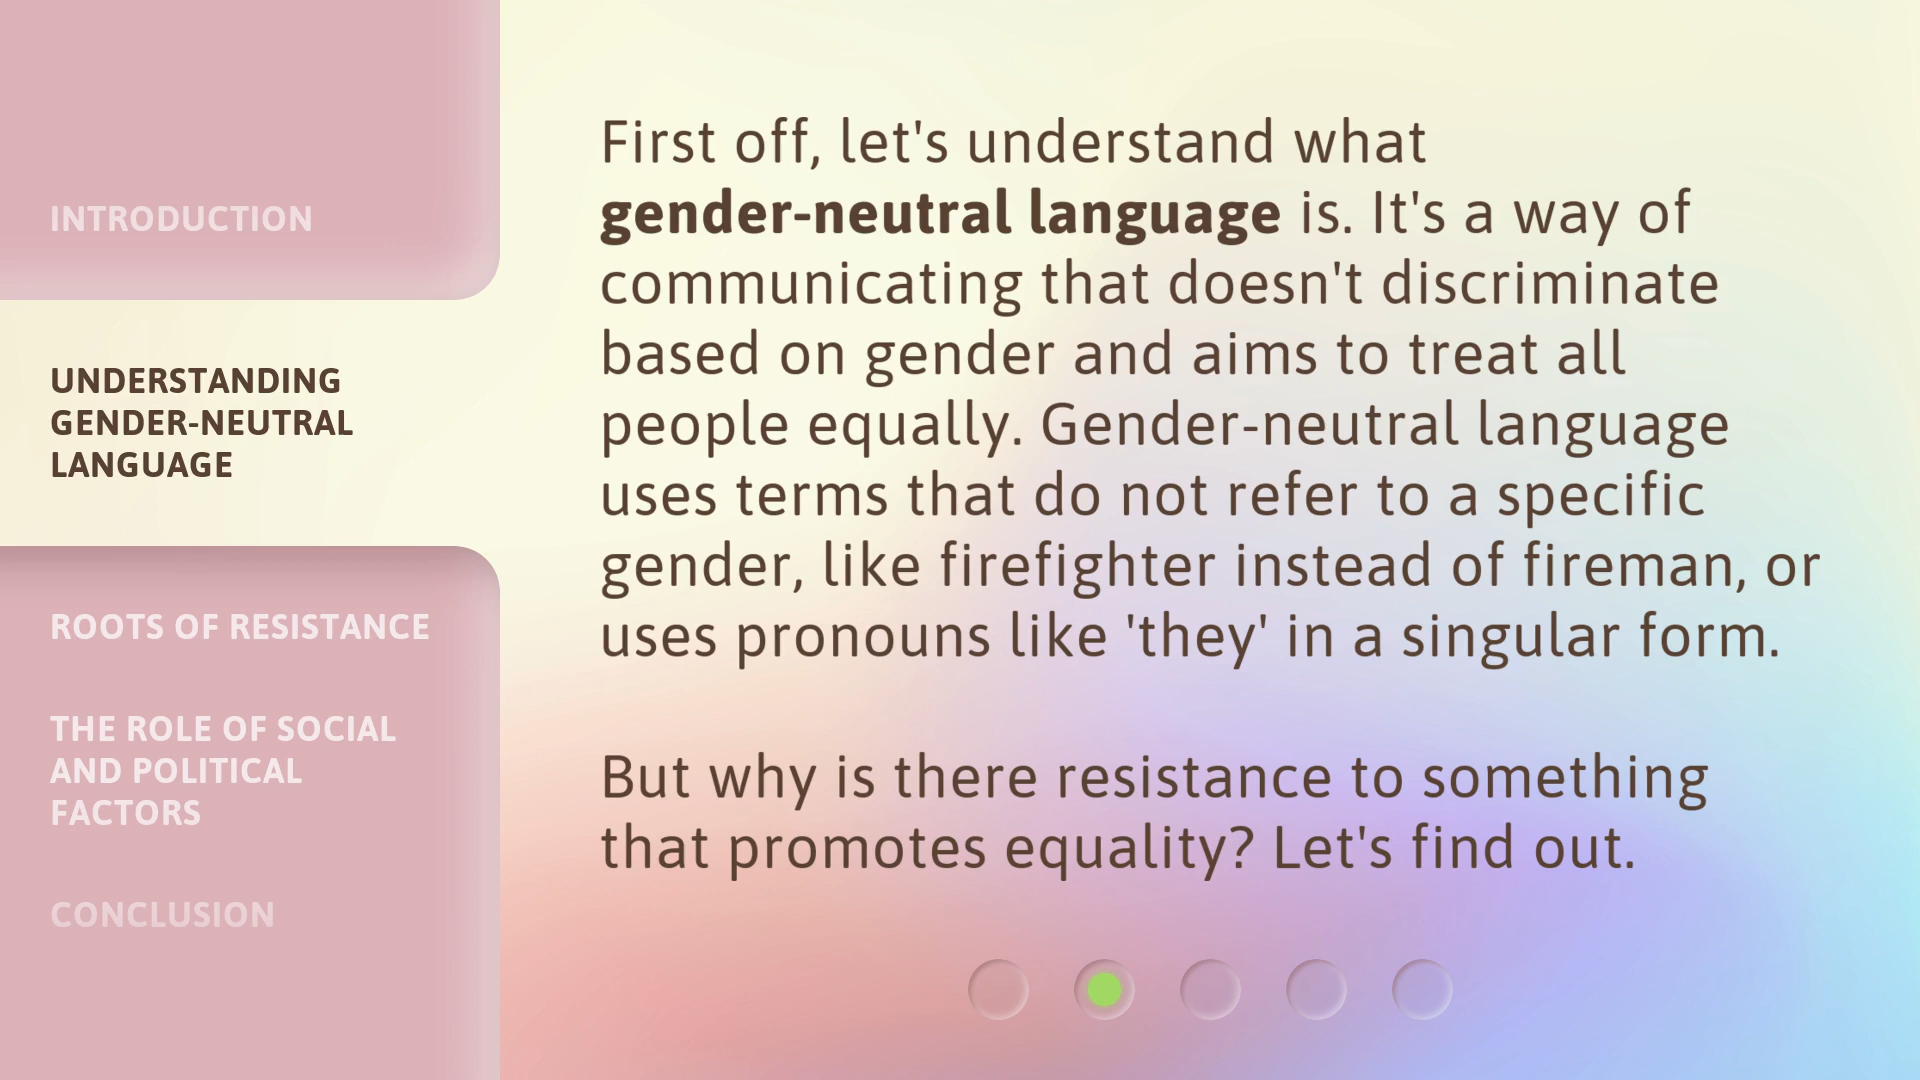 INTRODUCTION
UNDERSTANDING
GENDER-NEUTRAL
LANGUAGE
ROOTS OF RESISTANCE
THE ROLE OF SOCIAL
AND POLITICAL
FACTORS
CONCLUSION
First off, let's understand what
gender-neutral language is. It's a way of
communicating that doesn't discriminate
based on gender and aims to treat all
people equally. Gender-neutral language
uses terms that do not refer to a specific
gender, like firefighter instead of fireman, or
uses pronouns like 'they' in a singular form.
But why is there resistance to something
that promotes equality? Let's find out.